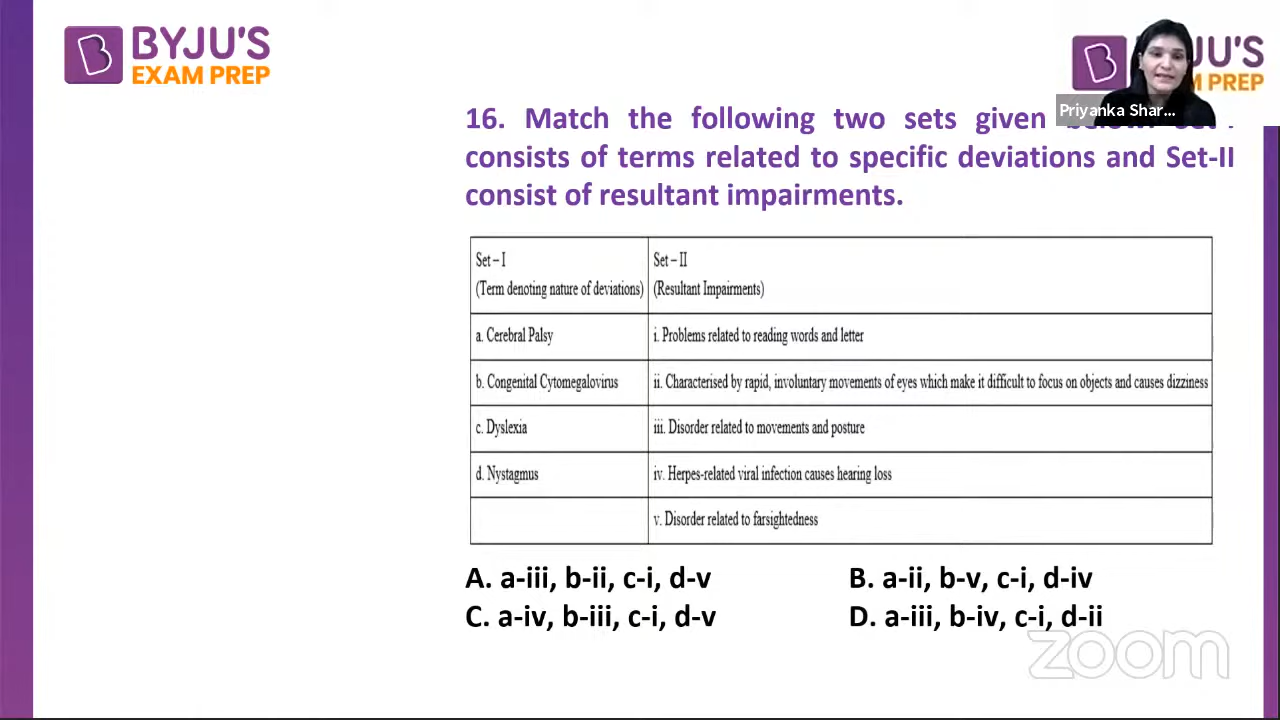 BYJU'S
EXAM PREP
JU'S
M PREP
Priyanka Shar...
16. Match the following two sets given
consists of terms related to specific deviations and Set-II
consist of resultant impairments.
Set – I
(Term denoting nature of deviations)
Set – II
(Resultant Impairments)
a. Cerebral Palsy
i. Problems related to reading words and letter
b. Congenital Cytomegalovirus
ii. Characterised by rapid, involuntary movements of eyes which make it difficult to focus on objects and causes dizziness
c. Dyslexia
iii. Disorder related to movements and posture
d. Nystagmus
iv. Herpes-related viral infection causes hearing loss
v. Disorder related to farsightedness
A. a-iii, b-ii, c-i, d-v
B. a-ii, b-v, c-i, d-iv
C. a-iv, b-iii, c-i, d-v
D. a-iii, b-iv, c-i, d-ii
zoom